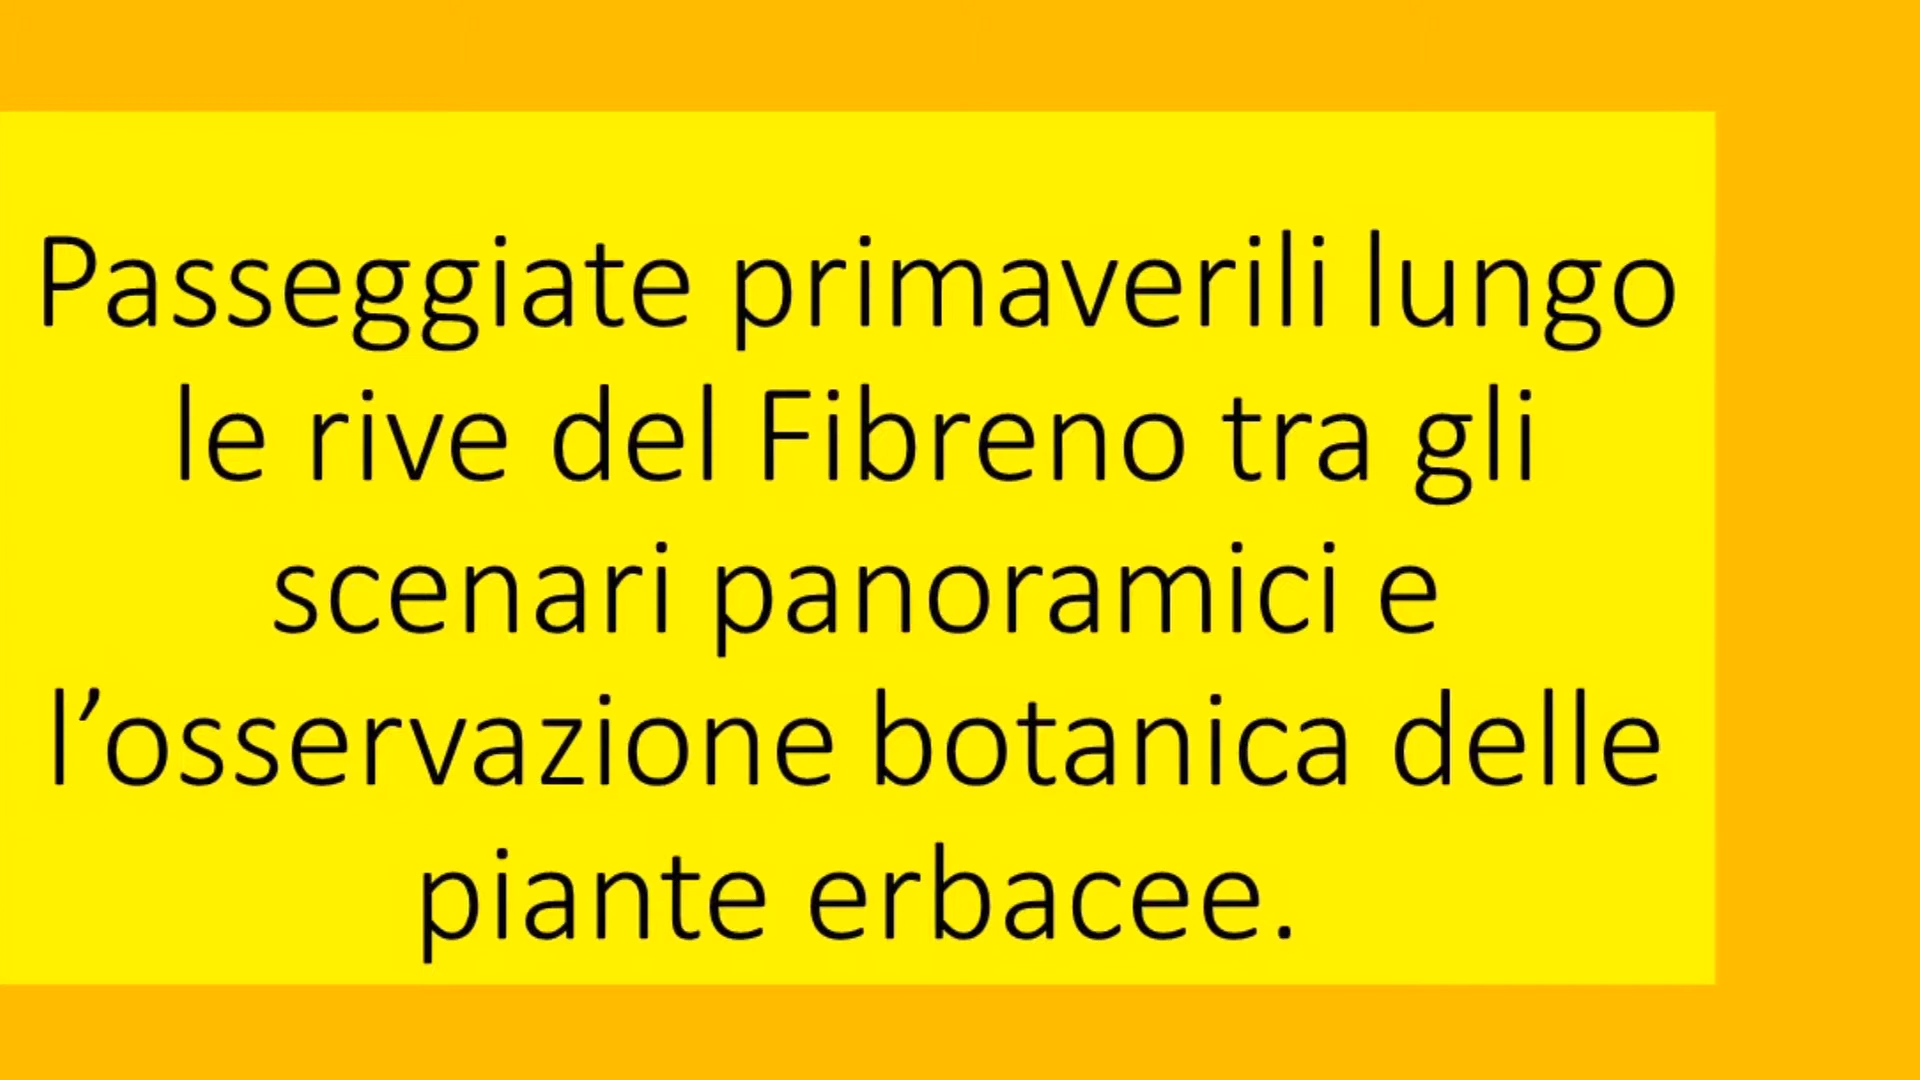 Passeggiate primaverili lungo
le rive del Fibreno tra gli
scenari panoramici e
l’osservazione botanica delle
piante erbacee.